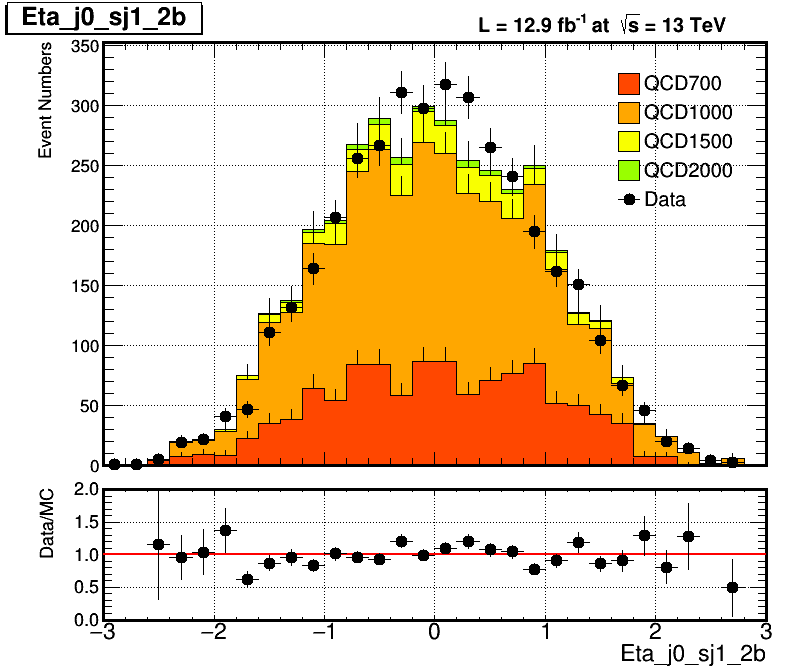 Eta_j0_sj1_2b
L = 12.9 fb⁻¹ at √s = 13 TeV
Event Numbers
350
300
250
200
150
100
50
0
QCD700
QCD1000
QCD1500
QCD2000
Data
Data/MC
2.0
1.5
1.0
0.5
0.0
−3 −2 −1 0 1 2 3
Eta_j0_sj1_2b